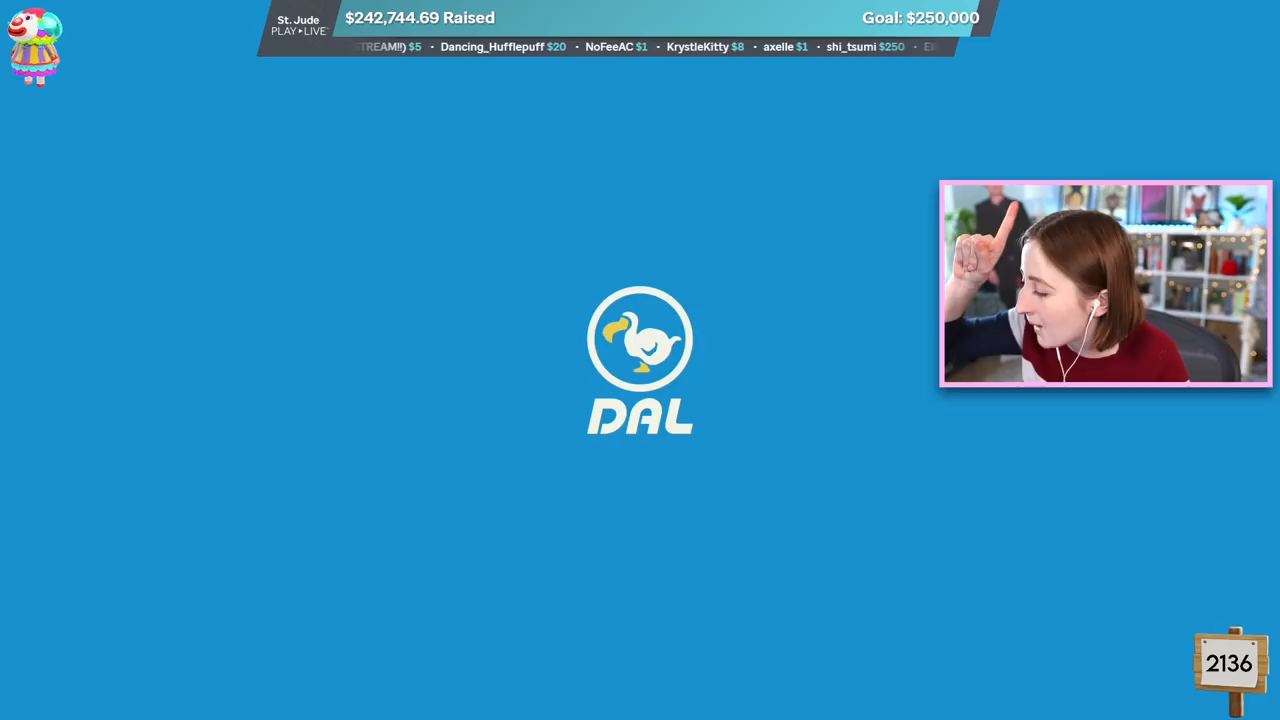 St. Jude
PLAY LIVE
$242,744.69 Raised
Goal: $250,000
STREAM!!) $5 · Dancing_Hufflepuff $20 · NoFeeAC $1 · KrystleKitty $8 · axelle $1 · shi_tsumi $250
DAL
2136